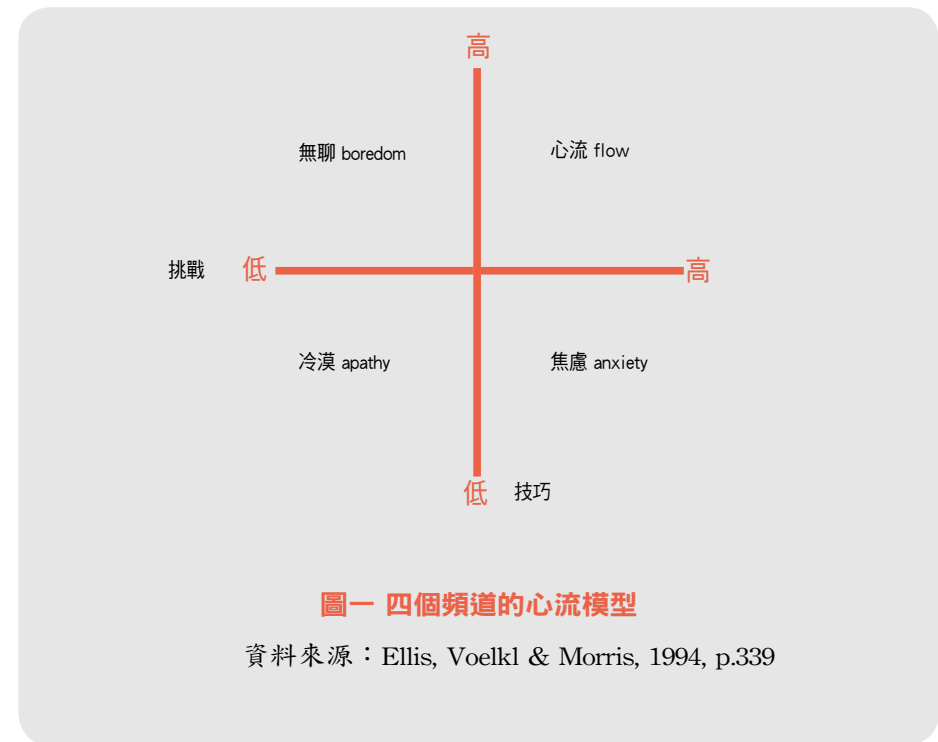 高
無聊 boredom
心流 flow
挑戰
低
高
冷漠 apathy
焦慮 anxiety
低
技巧
圖一 四個頻道的心流模型
資料來源：Ellis, Voelkl & Morris, 1994, p.339